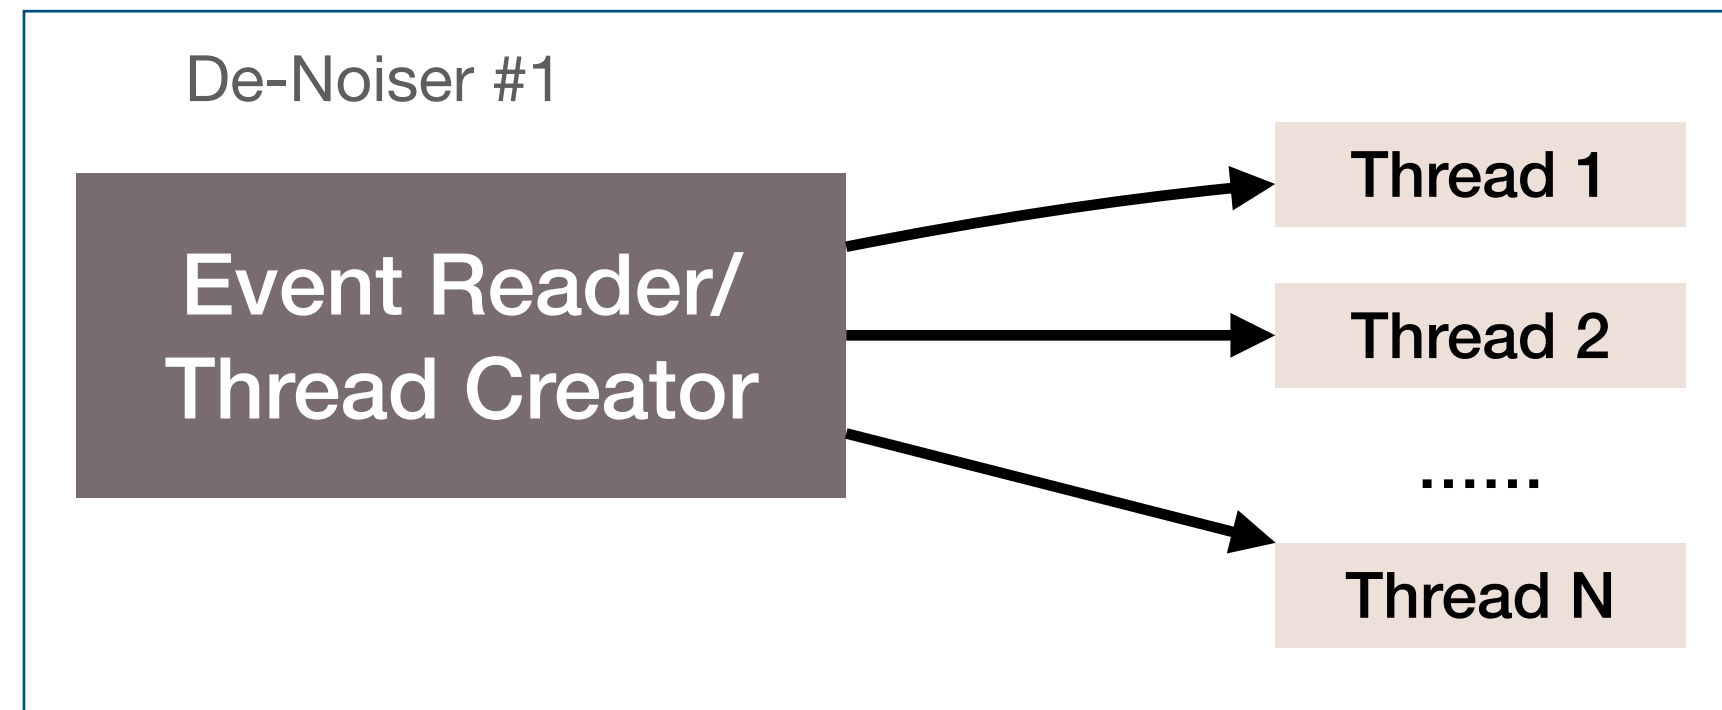 De-Noiser #1
Event Reader/
Thread Creator
Thread 1
Thread 2
......
Thread N